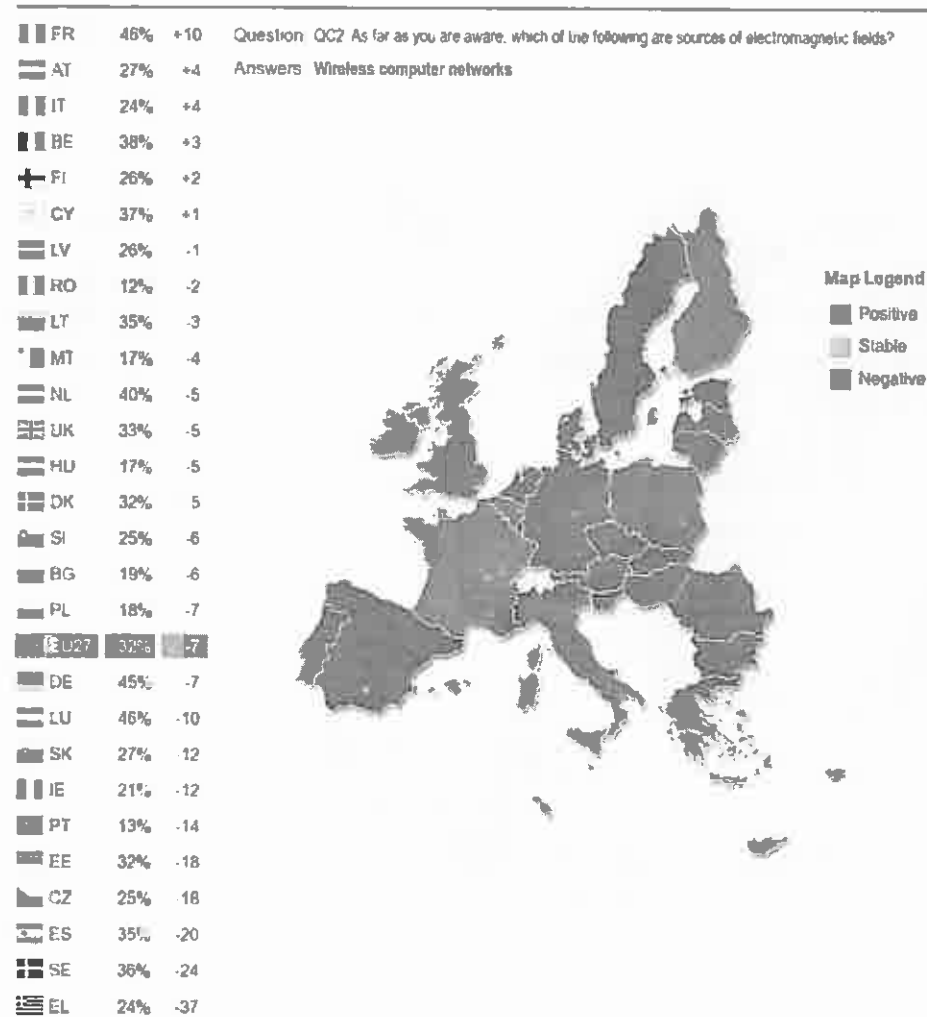 FR 46% +10
Question QC2 As far as you are aware, which of the following are sources of electromagnetic fields?
AT 27% +4
Answers Wireless computer networks
IT 24% +4
BE 38% +3
FI 26% +2
CY 37% +1
LV 26% -1
RO 12% -2
LT 35% -3
MT 17% -4
NL 40% -5
UK 33% -5
HU 17% -5
DK 32% 5
SI 25% -6
BG 19% -6
PL 18% -7
EU27 32% -7
DE 45% -7
LU 46% -10
SK 27% -12
IE 21% -12
PT 13% -14
EE 32% -18
CZ 25% -18
ES 35% -20
SE 36% -24
EL 24% -37
Map Legend
Positive
Stable
Negative